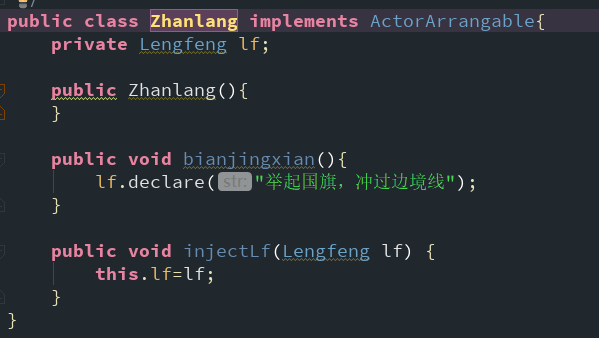 public class Zhanlang implements ActorArrangable{
private Lengfeng lf;
public Zhanlang(){
}
public void bianjingxian(){
lf.declare( str: "举起国旗，冲过边境线");
}
public void injectLf(Lengfeng lf) {
this.lf=lf;
}
}